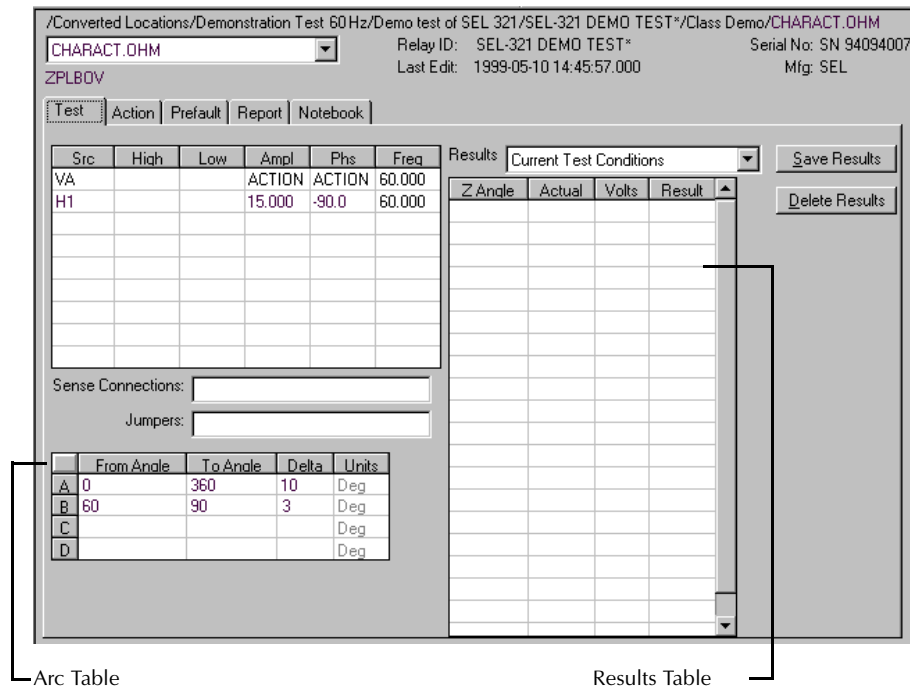 /Converted Locations/Demonstration Test 60Hz/Demo test of SEL 321/SEL-321 DEMO TEST*/Class Demo/CHARACT.OHM
CHARACT.OHM
Relay ID: SEL-321 DEMO TEST*
Serial No: SN 94094007
Last Edit: 1999-05-10 14:45:57.000
Mfg: SEL
ZPLBOV
Test Action Prefault Report Notebook
Src High Low Ampl Phs Freq
VA ACTION ACTION 60.000
H1 15.000 -90.0 60.000
Results Current Test Conditions
Save Results
Z Angle Actual Volts Result
Delete Results
Sense Connections:
Jumpers:
From Angle To Angle Delta Units
A 0 360 10 Deg
B 60 90 3 Deg
C Deg
D Deg
Arc Table
Results Table